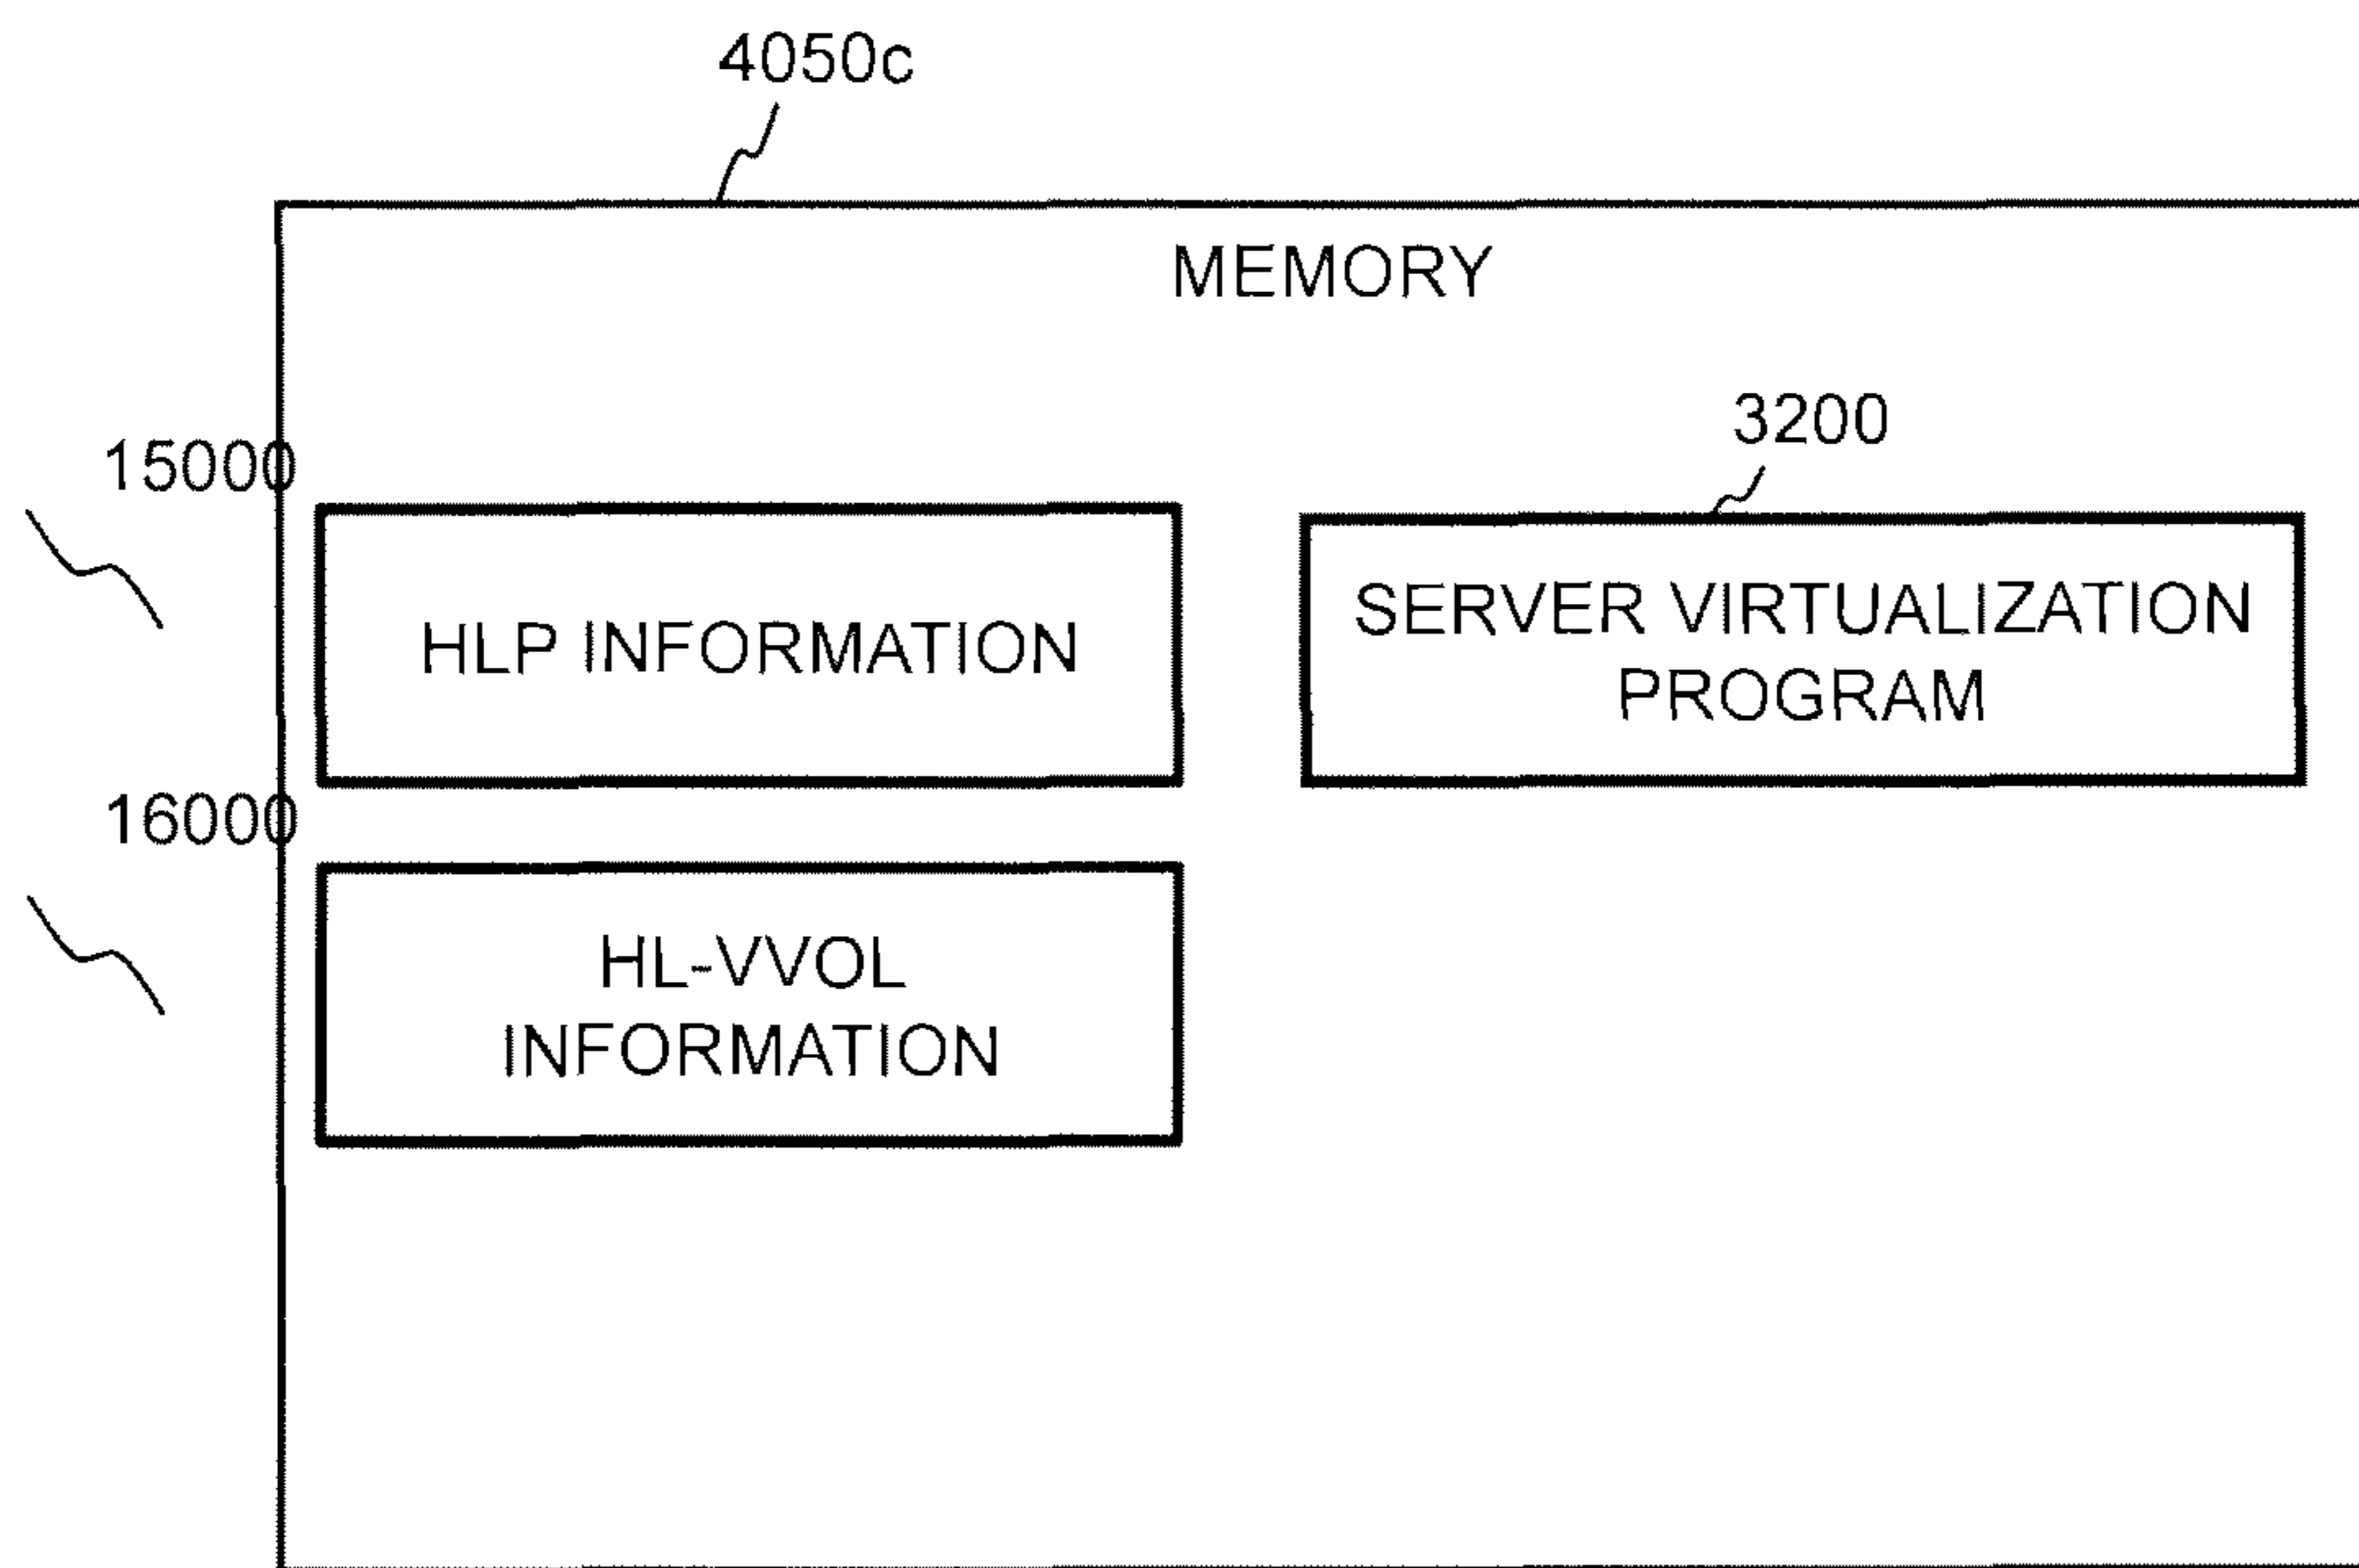 4050c
MEMORY
15000
3200
HLP INFORMATION
SERVER VIRTUALIZATION
PROGRAM
16000
HL-VVOL
INFORMATION